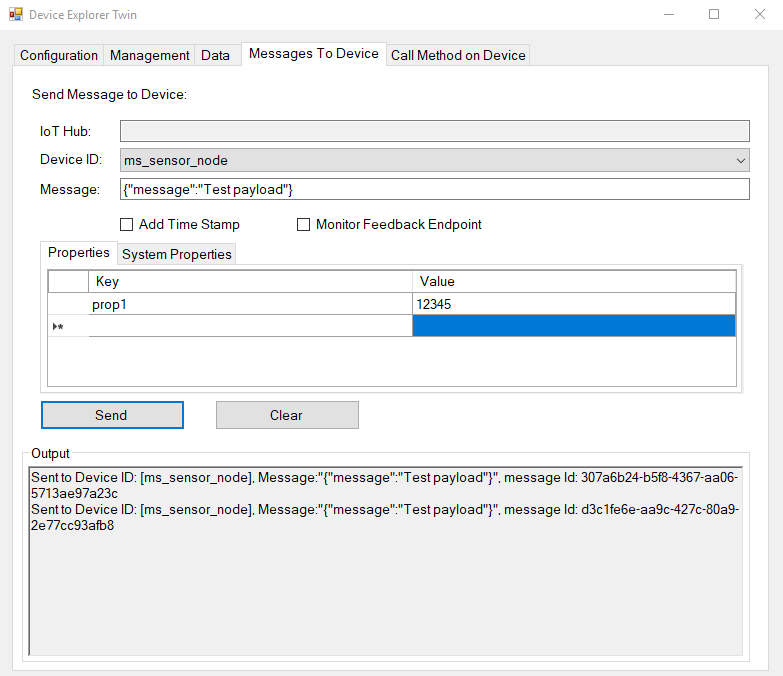 Device Explorer Twin
Configuration Management Data Messages To Device Call Method on Device
Send Message to Device:
IoT Hub:
Device ID: ms_sensor_node
Message: {"message":"Test payload"}
Add Time Stamp Monitor Feedback Endpoint
Properties System Properties
Key Value
prop1 12345
Send Clear
Output
Sent to Device ID: [ms_sensor_node], Message:"{"message":"Test payload"}", message Id: 307a6b24-b5f8-4367-aa06-
5713ae97a23c
Sent to Device ID: [ms_sensor_node], Message:"{"message":"Test payload"}", message Id: d3c1fe6e-aa9c-427c-80a9-
2e77cc93afb8